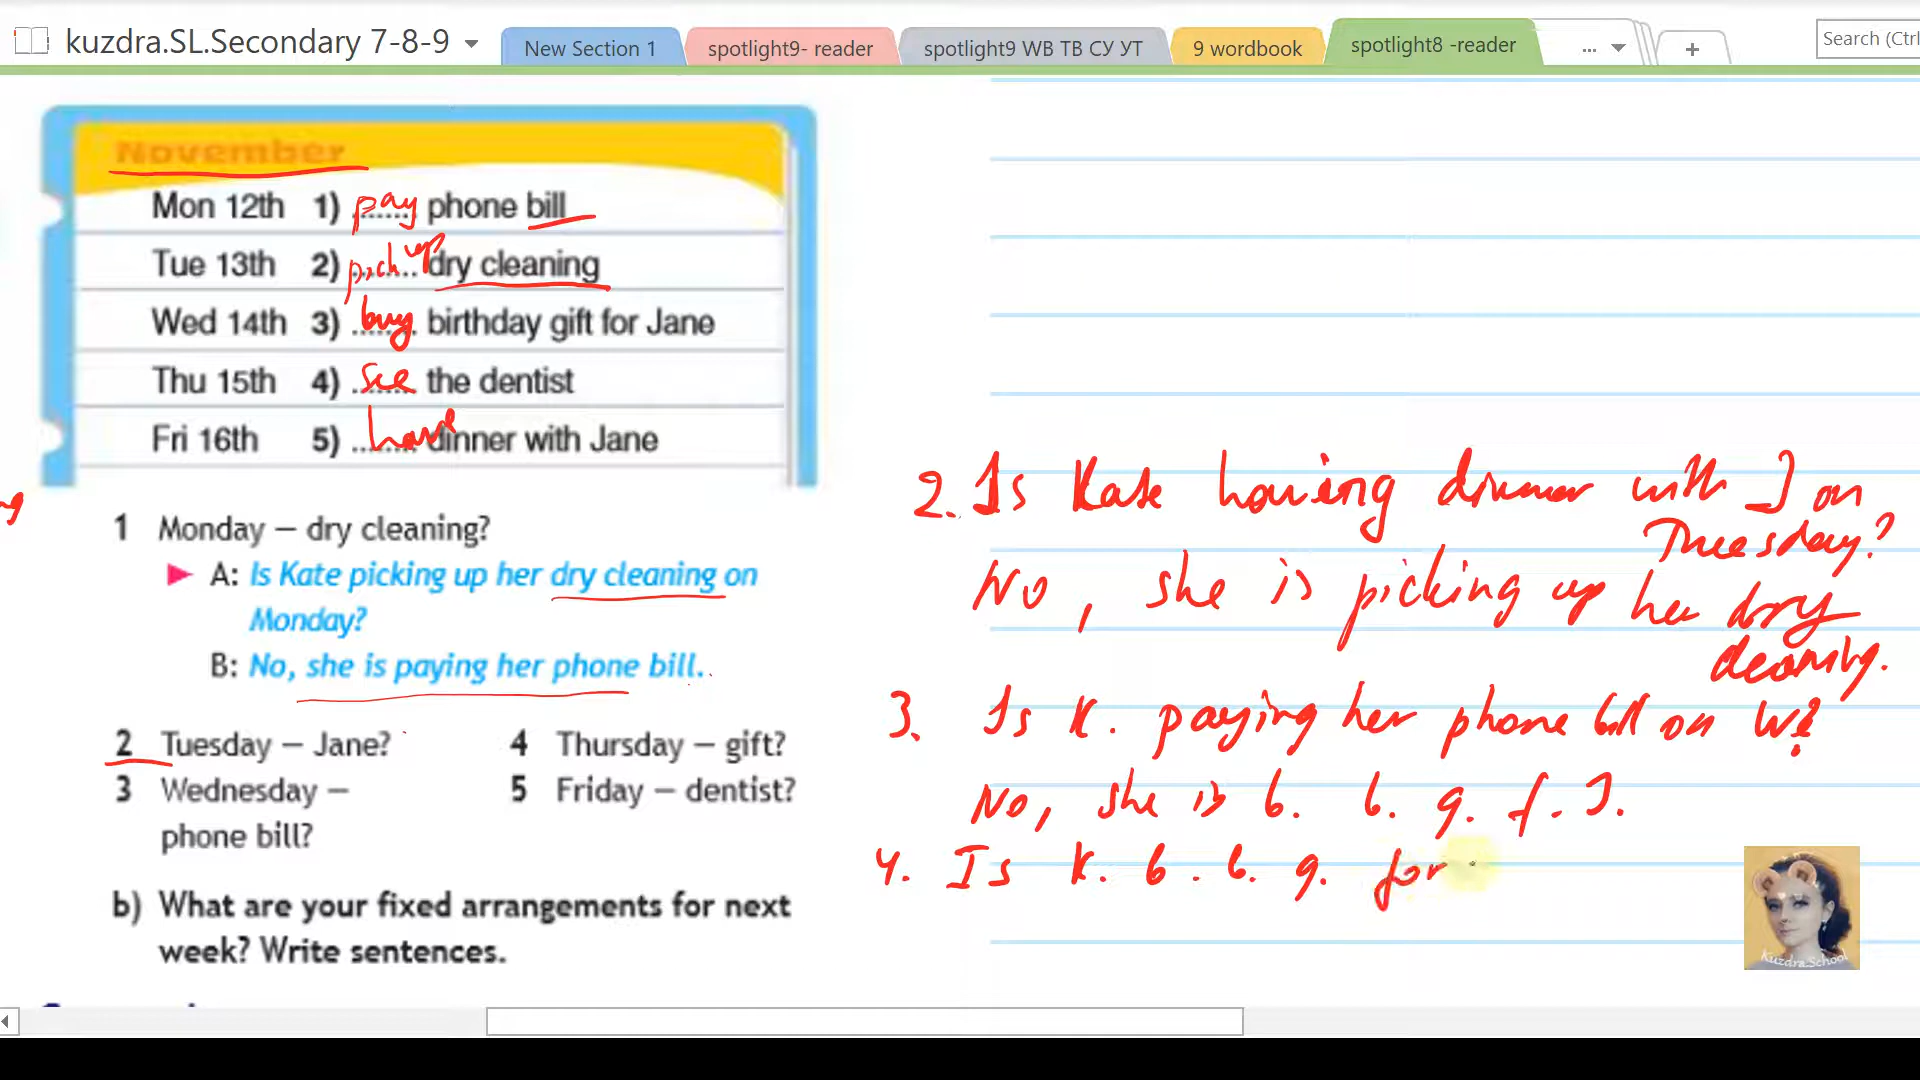 kuzdra.SL.Secondary 7-8-9
New Section 1
spotlight9- reader
spotlight9 WB TB СУ УТ
9 wordbook
spotlight8 -reader
...
+
Search (Ctrl
November
Mon 12th 1) pay phone bill
Tue 13th 2) pick up dry cleaning
Wed 14th 3) buy birthday gift for Jane
Thu 15th 4) see the dentist
Fri 16th 5) have dinner with Jane
1 Monday – dry cleaning?
A: Is Kate picking up her dry cleaning on
Monday?
B: No, she is paying her phone bill.
2 Tuesday – Jane?
3 Wednesday –
phone bill?
4 Thursday – gift?
5 Friday – dentist?
b) What are your fixed arrangements for next
week? Write sentences.
2. Is Kate having dinner with J on
Tuesday?
No, she is picking up her dry
cleaning.
3. Is K. paying her phone bill on W?
No, she is b. b. g. f. J.
4. Is K. b. b. g. for
Kuzdra.School